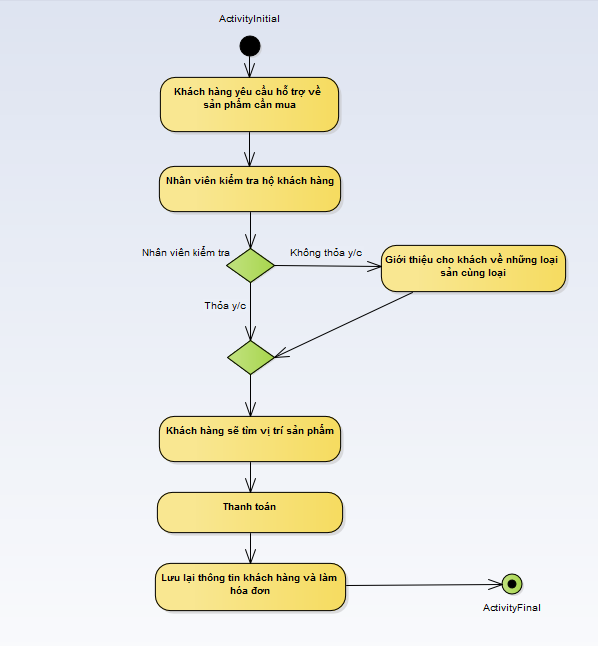 ActivityInitial
Khách hàng yêu cầu hỗ trợ về
sản phẩm cần mua
Nhân viên kiểm tra hộ khách hàng
Nhân viên kiểm tra
Không thỏa y/c
Giới thiệu cho khách về những loại
sản cùng loại
Thỏa y/c
Khách hàng sẽ tìm vị trí sản phẩm
Thanh toán
Lưu lại thông tin khách hàng và làm
hóa đơn
ActivityFinal